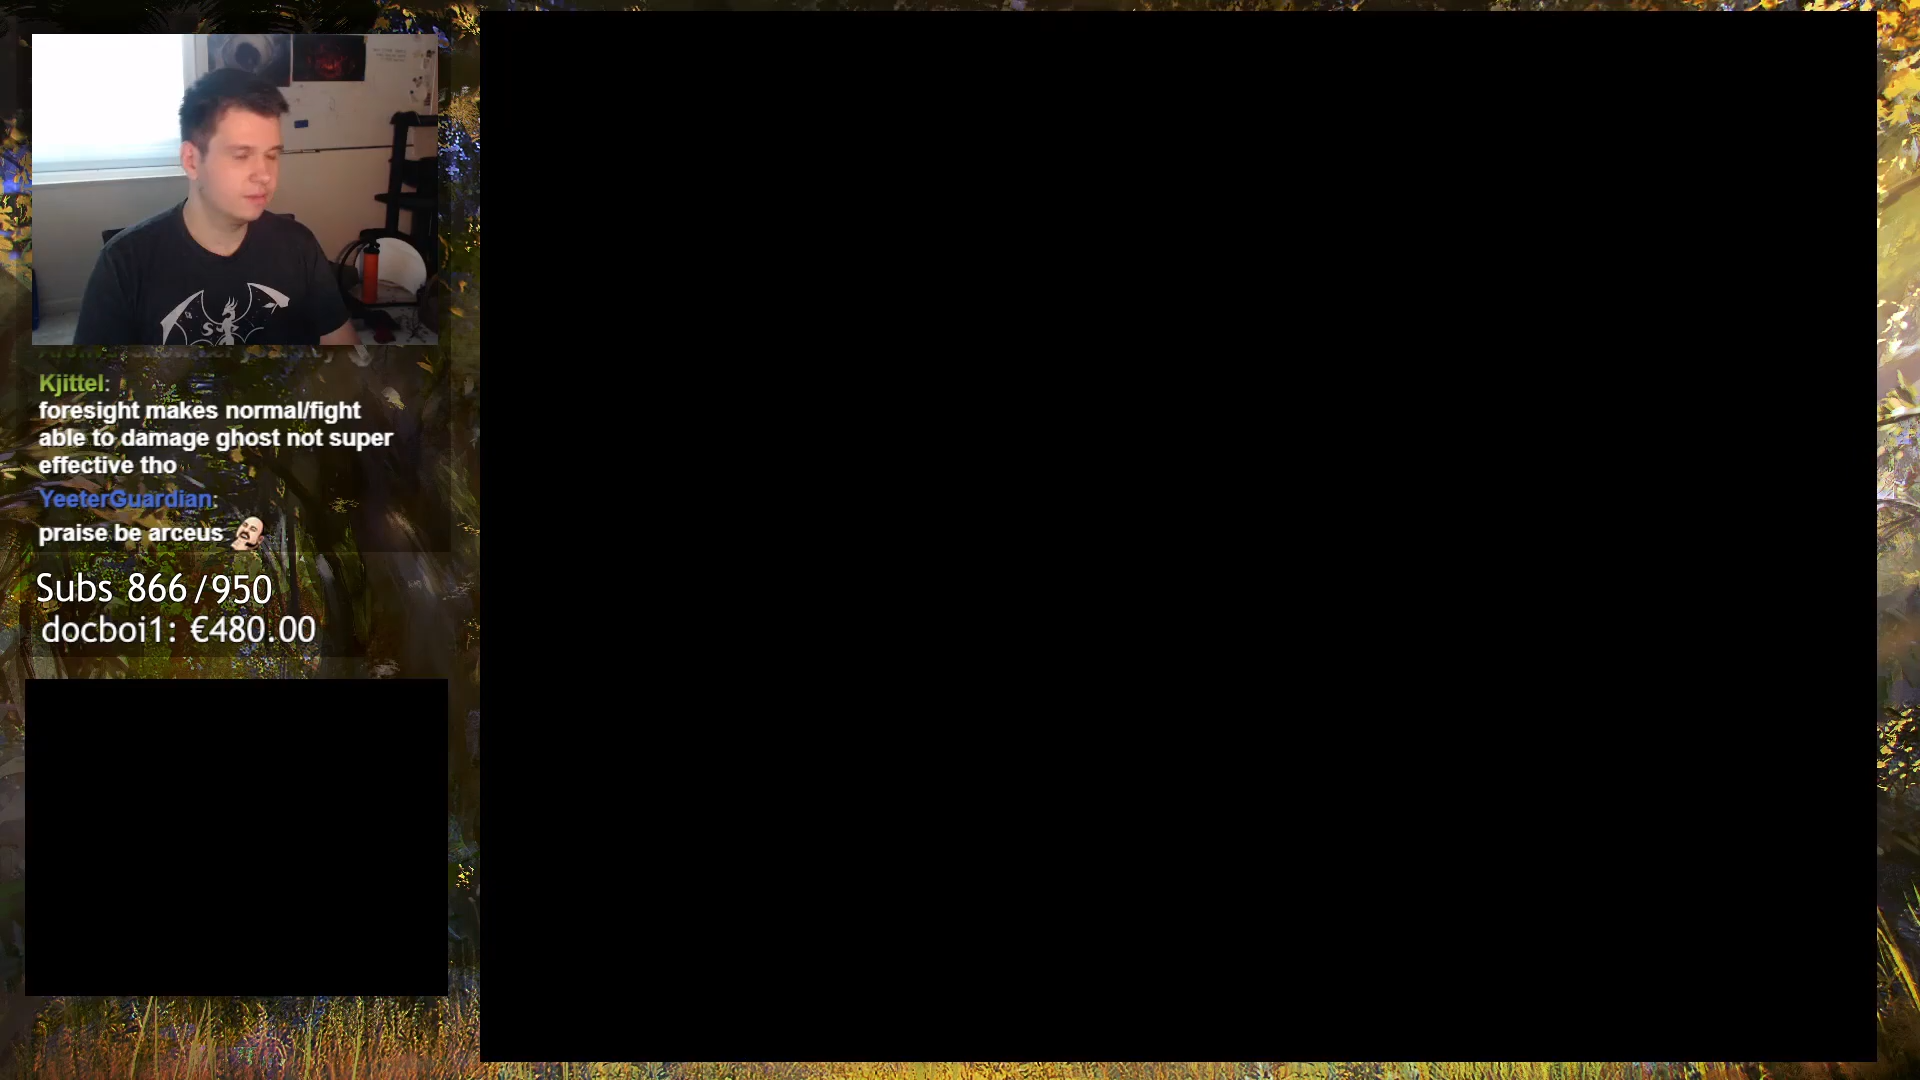 Kjittel:
foresight makes normal/fight
able to damage ghost not super
effective tho
YeeterGuardian:
praise be arceus
Subs 866/950
docboi1: €480.00